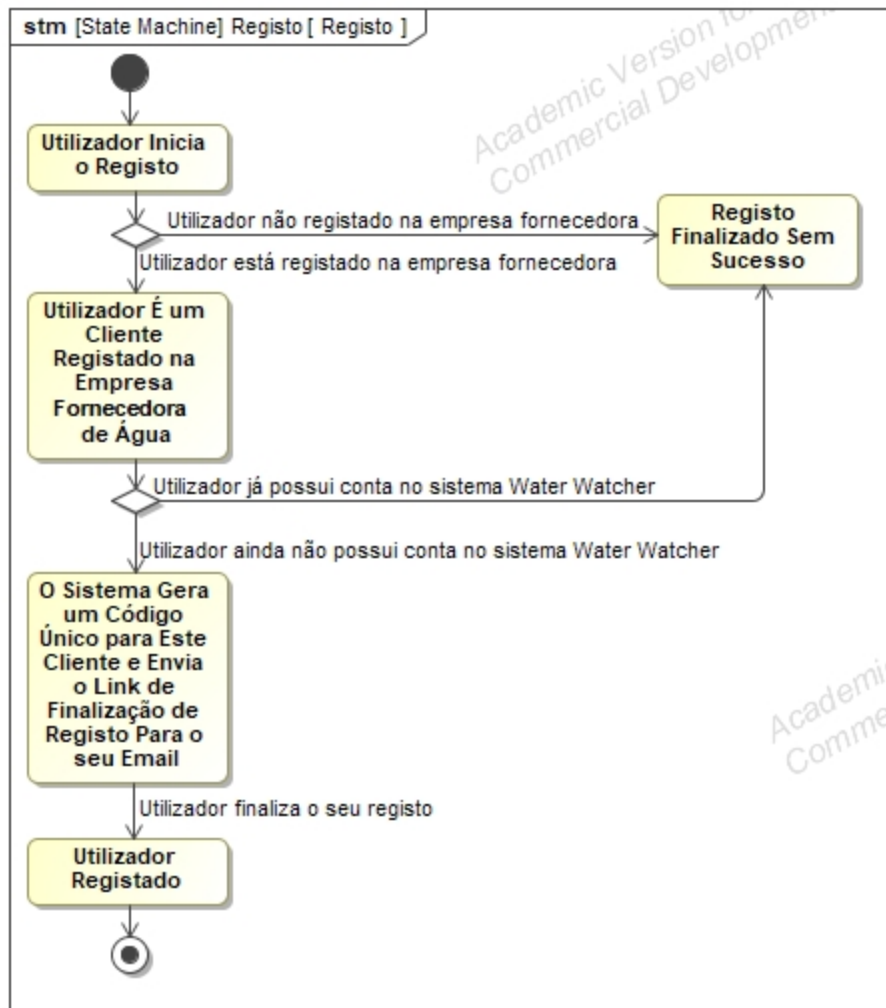 stm [State Machine] Registo [ Registo ]
Academic Version for
Commercial Development
Utilizador Inicia
o Registo
Utilizador não registado na empresa fornecedora
Registo
Finalizado Sem
Sucesso
Utilizador está registado na empresa fornecedora
Utilizador É um
Cliente
Registado na
Empresa
Fornecedora
de Água
Utilizador já possui conta no sistema Water Watcher
Utilizador ainda não possui conta no sistema Water Watcher
O Sistema Gera
um Código
Único para Este
Cliente e Envia
o Link de
Finalização de
Registo Para o
seu Email
Academi
Comme
Utilizador finaliza o seu registo
Utilizador
Registado